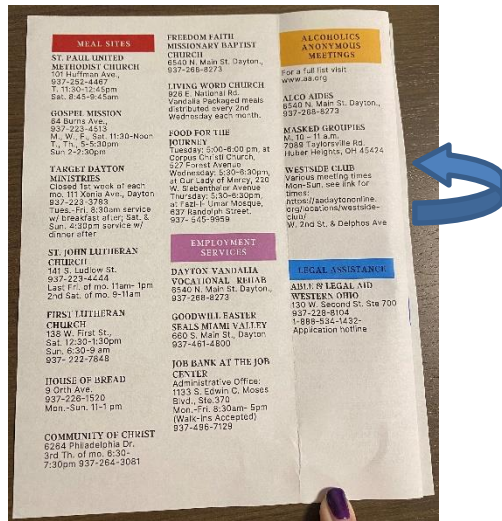 MEAL SITES
ST. PAUL UNITED
METHODIST CHURCH
101 Huffman Ave.,
937-252-4467
T. 11:30-12:45pm
Sat. 8:45-9:45am
GOSPEL MISSION
64 Burns Ave.,
937-223-4513
M., W., F., Sat. 11:30-Noon
T., Th., 5-5:30pm
Sun 2-2:30pm
TARGET DAYTON
MINISTRIES
Closed 1st week of each
mo. 111 Xenia Ave., Dayton
937-223-3783
Tues.-Fri. 8:30am service
w/ breakfast after; Sat. &
Sun. 4:30pm service w/
dinner after
ST. JOHN LUTHERAN
CHURCH
141 S. Ludlow St.
937-223-4444
Last Fri. of mo. 11am- 1pm
2nd Sat. of mo. 9-11am
FIRST LUTHERAN
CHURCH
138 W. First St.,
Sat. 12:30-1:30pm
Sun. 6:30-9 am
937- 222-7848
HOUSE OF BREAD
9 Orth Ave.
937-226-1520
Mon.-Sun. 11-1 pm
COMMUNITY OF CHRIST
6264 Philadelphia Dr.
3rd Th. of mo. 6:30-
7:30pm 937-264-3081
FREEDOM FAITH
MISSIONARY BAPTIST
CHURCH
6540 N. Main St. Dayton.,
937-268-8273
LIVING WORD CHURCH
926 E. National Rd.
Vandalia Packaged meals
distributed every 2nd
Wednesday each month.
FOOD FOR THE
JOURNEY
Tuesday: 5:00-6:00 pm, at
Corpus Christi Church,
527 Forest Avenue
Wednesday: 5:30-6:30pm,
at Our Lady of Mercy, 220
W. Siebenthaler Avenue
Thursday: 5:30-6:30pm,
at Fazl-E Umar Mosque,
637 Randolph Street.
937- 545-9959
EMPLOYMENT
SERVICES
DAYTON VANDALIA
VOCATIONAL REHAB
6540 N. Main St. Dayton.,
937-268-8273
GOODWILL EASTER
SEALS MIAMI VALLEY
660 S. Main St., Dayton
937-461-4800
JOB BANK AT THE JOB
CENTER
Administrative Office:
1133 S. Edwin C. Moses
Blvd., Ste.370
Mon.-Fri. 8:30am- 5pm
(Walk-ins Accepted)
937-496-7129
ALCOHOLICS
ANONYMOUS
MEETINGS
For a full list visit
www.aa.org
ALCO AIDES
6540 N. Main St. Dayton.,
937-268-8273
MASKED GROUPIES
M. 10 - 11 a.m.
7089 Taylorsville Rd.
Huber Heights, OH 45424
WESTSIDE CLUB
Various meeting times
Mon-Sun, see link for
times:
https://aadaytononline.
org/locations/westside-
club/
W. 2nd St. & Delphos Ave
LEGAL ASSISTANCE
ABLE & LEGAL AID
WESTERN OHIO
130 W. Second St. Ste 700
937-228-8104
1-888-534-1432-
Application hotline